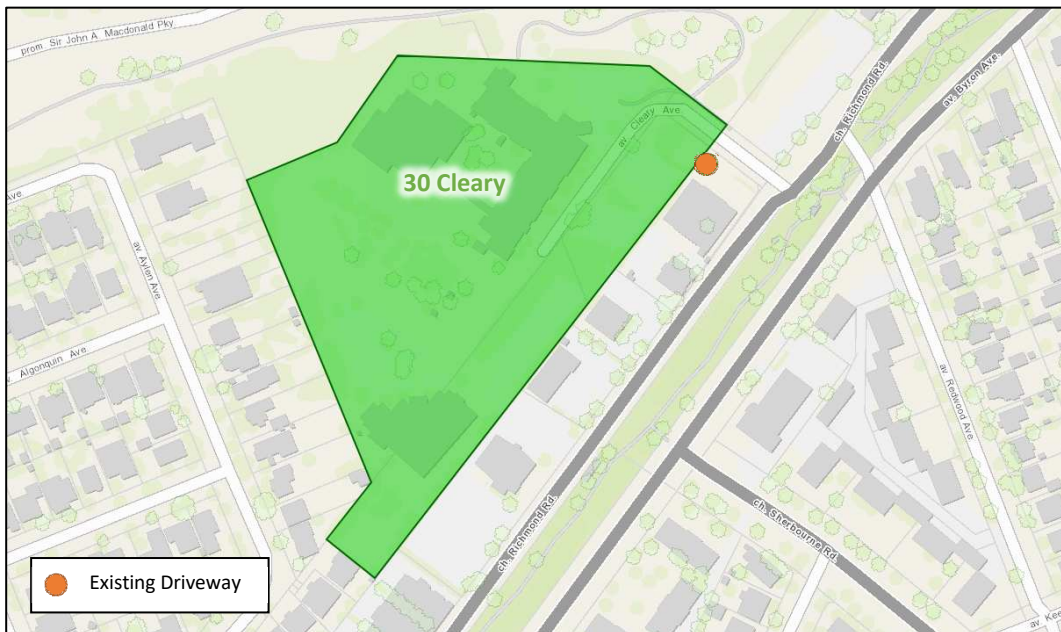 prom. Sir John A. Macdonald Pky
ch. Richmond Rd.
av. Byron Ave.
av. Cleary Ave.
30 Cleary
Ave
av. Aylen Ave.
Algonquin Ave
av. Redwood Ave.
ch. Richmond Rd.
ch. Sherbourne Rd.
Existing Driveway
av. Kee